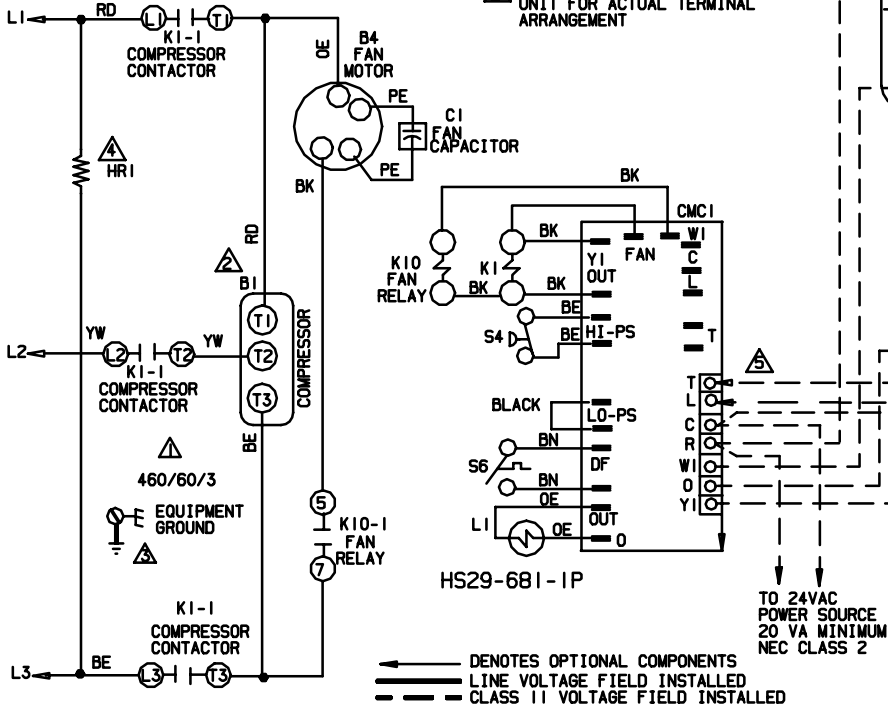 UNIT FOR ACTUAL TERMINAL
ARRANGEMENT
L1
RD
L1
T1
K1-1
COMPRESSOR
CONTACTOR
OE
B4
FAN
MOTOR
PE
C1
FAN
CAPACITOR
PE
BK
4
HR1
RD
2
B1
T1
T2
T3
COMPRESSOR
L2
YW
L2
T2
YW
K1-1
COMPRESSOR
CONTACTOR
BE
1
460/60/3
EQUIPMENT
GROUND
3
5
K10-1
FAN
RELAY
7
K1-1
COMPRESSOR
CONTACTOR
L3
BE
L3
T3
BK
CMC1
K10
FAN
RELAY
K1
BK
BK
BK
Y1
OUT
FAN
W1
C
L
T
S4
BE
BE
HI-PS
BLACK
LO-PS
S6
BN
DF
BN
OE
OUT
L1
OE
O
5
T
L
C
R
W1
O
Y1
HS29-681-1P
TO 24VAC
POWER SOURCE
20 VA MINIMUM
NEC CLASS 2
DENOTES OPTIONAL COMPONENTS
LINE VOLTAGE FIELD INSTALLED
CLASS II VOLTAGE FIELD INSTALLED